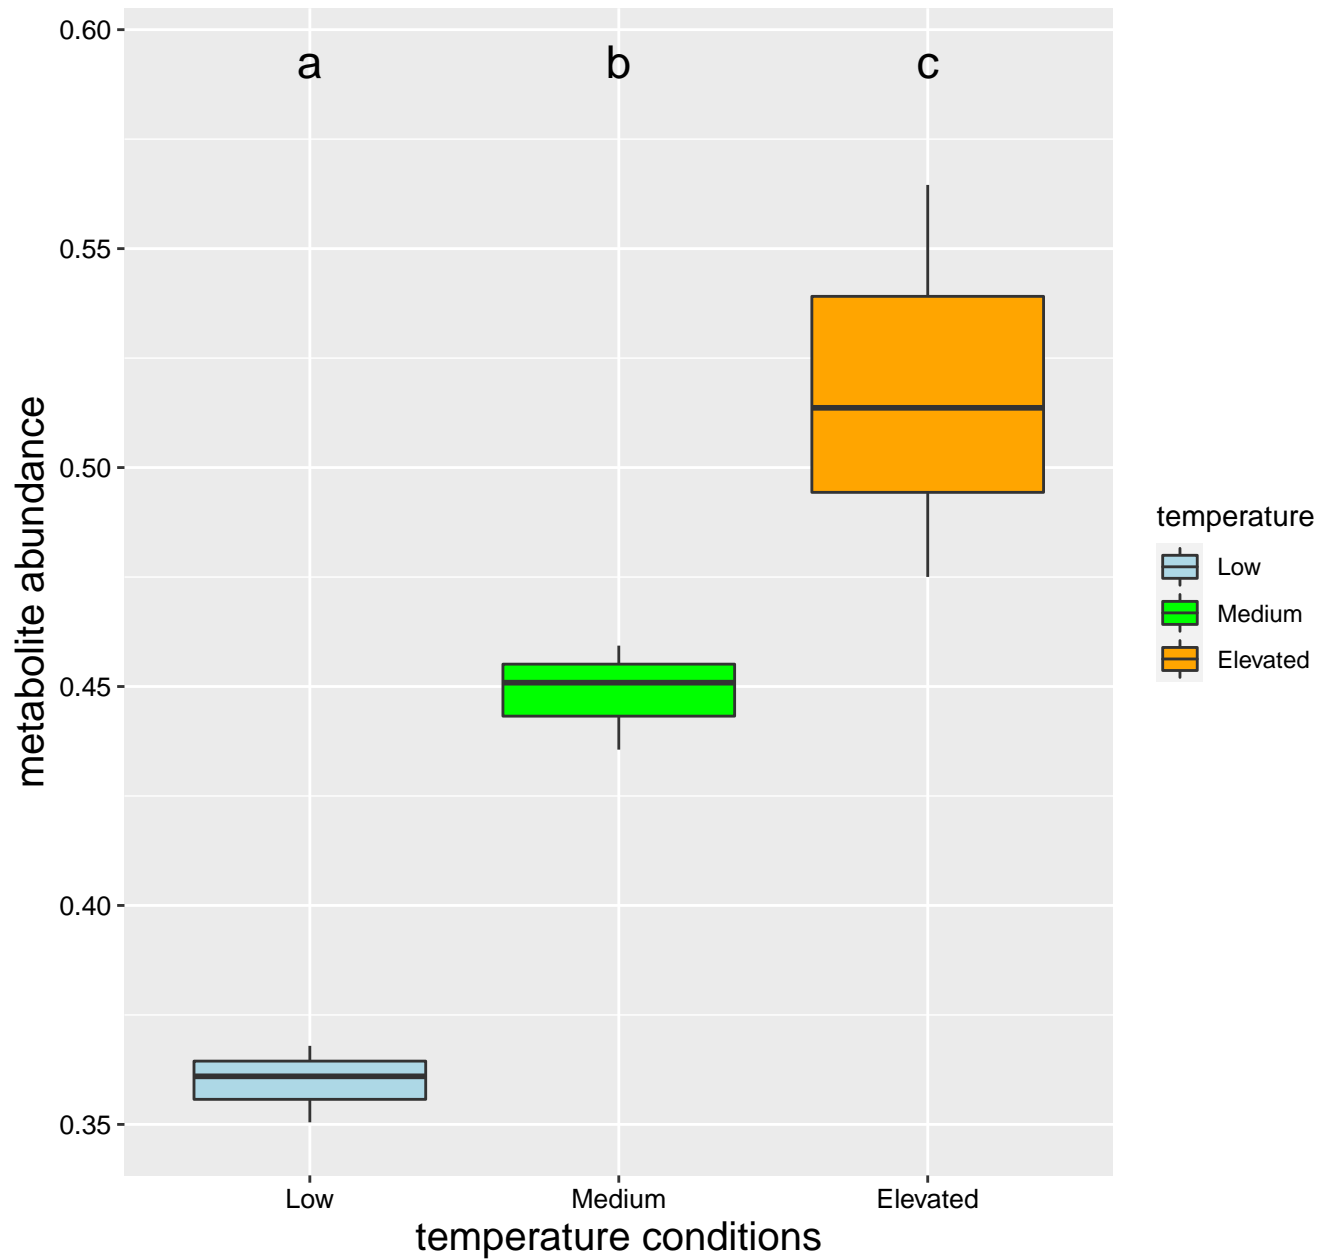 0.60
0.55
0.50
0.45
0.40
0.35
a b c
metabolite abundance
Low Medium Elevated
temperature conditions
temperature
Low
Medium
Elevated